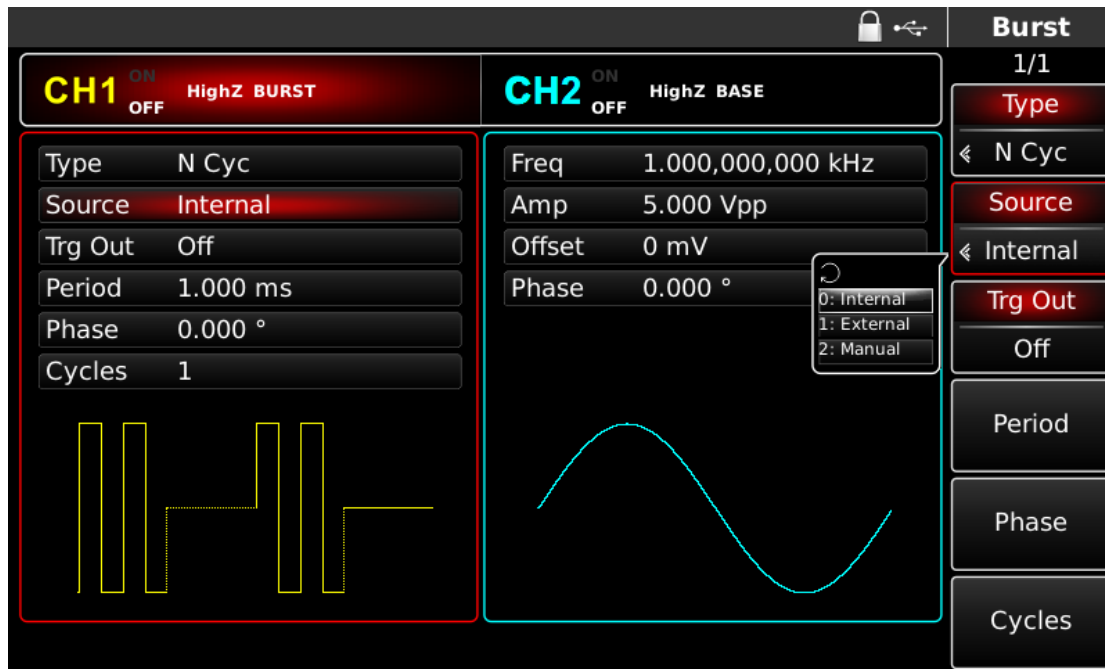 Burst
1/1
CH1 ON OFF HighZ BURST
CH2 ON OFF HighZ BASE
Type N Cyc
Source Internal
Trg Out Off
Period 1.000 ms
Phase 0.000 °
Cycles 1
Freq 1.000,000,000 kHz
Amp 5.000 Vpp
Offset 0 mV
Phase 0.000 °
0: Internal
1: External
2: Manual
Type
N Cyc
Source
Internal
Trg Out
Off
Period
Phase
Cycles